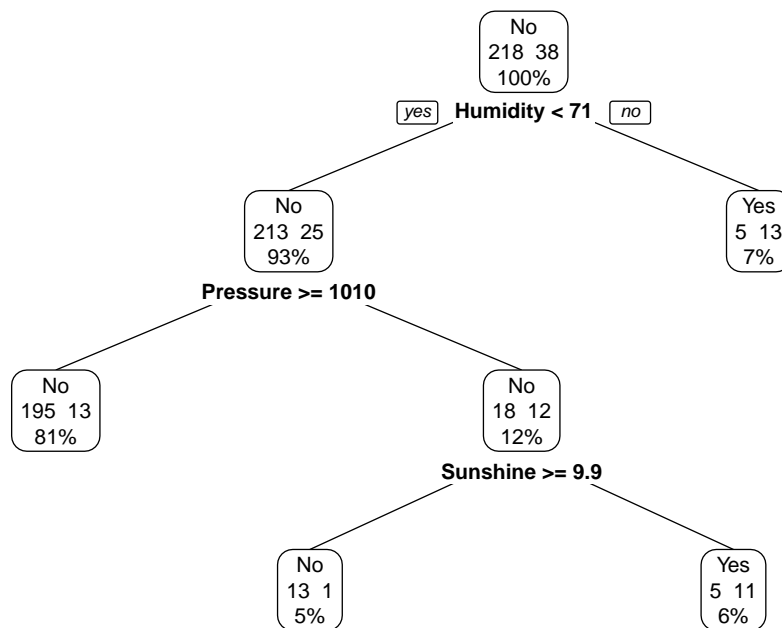 No
218 38
100%
yes Humidity < 71 no
No
213 25
93%
Yes
5 13
7%
Pressure >= 1010
No
195 13
81%
No
18 12
12%
Sunshine >= 9.9
No
13 1
5%
Yes
5 11
6%